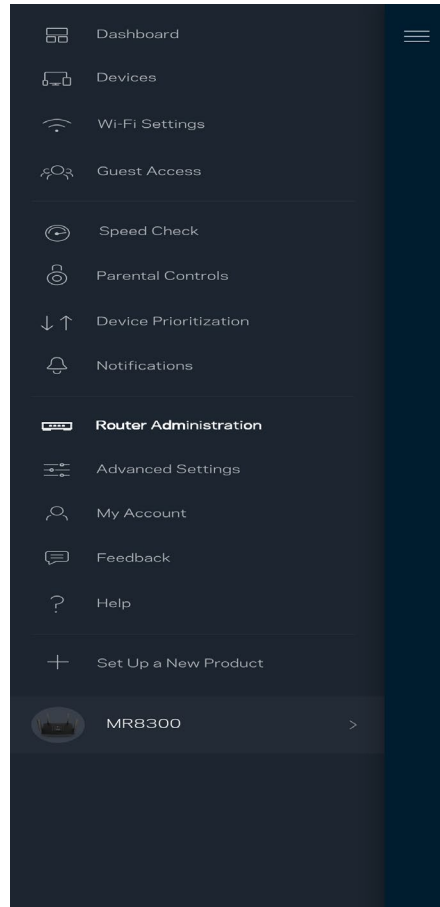 Dashboard
Devices
Wi-Fi Settings
Guest Access
Speed Check
Parental Controls
Device Prioritization
Notifications
Router Administration
Advanced Settings
My Account
Feedback
Help
Set Up a New Product
MR8300